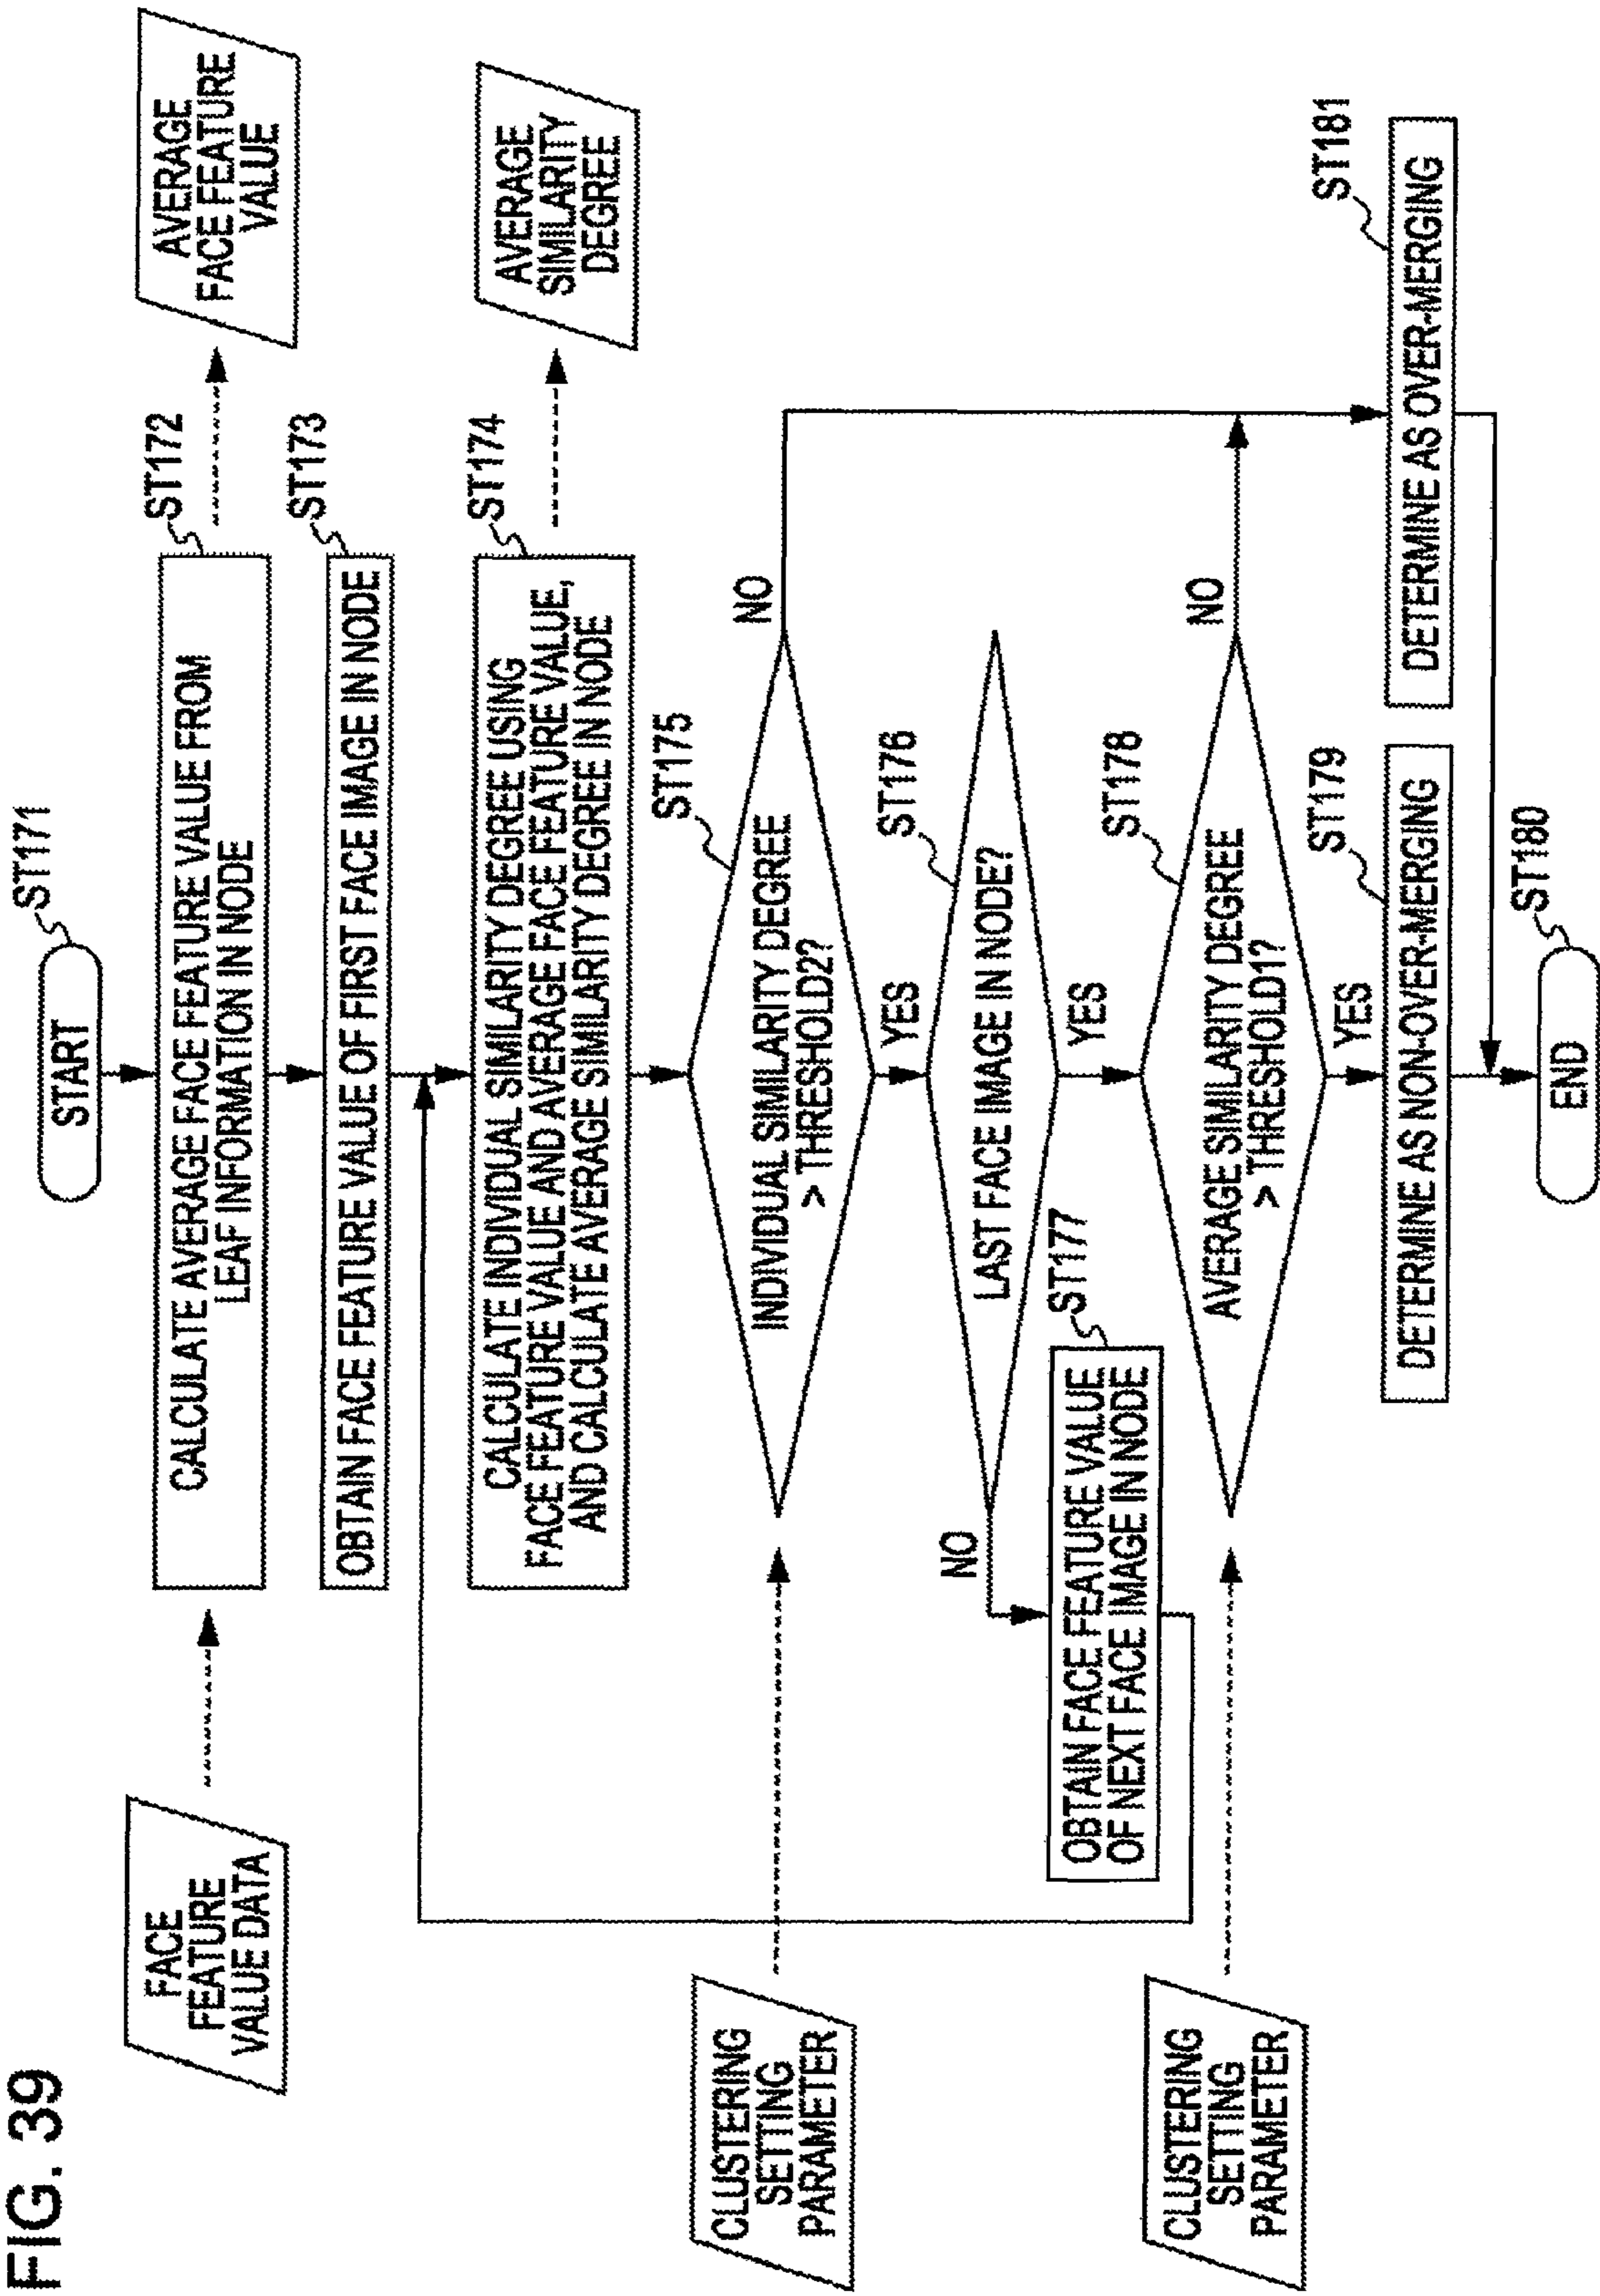 FIG. 39
START
ST171
FACE
FEATURE
VALUE DATA
CALCULATE AVERAGE FACE FEATURE VALUE FROM
LEAF INFORMATION IN NODE
ST172
AVERAGE
FACE FEATURE
VALUE
OBTAIN FACE FEATURE VALUE OF FIRST FACE IMAGE IN NODE
ST173
CALCULATE INDIVIDUAL SIMILARITY DEGREE USING
FACE FEATURE VALUE AND AVERAGE FACE FEATURE VALUE,
AND CALCULATE AVERAGE SIMILARITY DEGREE IN NODE
ST174
AVERAGE
SIMILARITY
DEGREE
CLUSTERING
SETTING
PARAMETER
INDIVIDUAL SIMILARITY DEGREE
> THRESHOLD2?
ST175
NO
YES
LAST FACE IMAGE IN NODE?
ST176
NO
YES
OBTAIN FACE FEATURE VALUE
OF NEXT FACE IMAGE IN NODE
ST177
CLUSTERING
SETTING
PARAMETER
AVERAGE SIMILARITY DEGREE
> THRESHOLD1?
ST178
NO
YES
DETERMINE AS NON-OVER-MERGING
ST179
DETERMINE AS OVER-MERGING
ST181
END
ST180